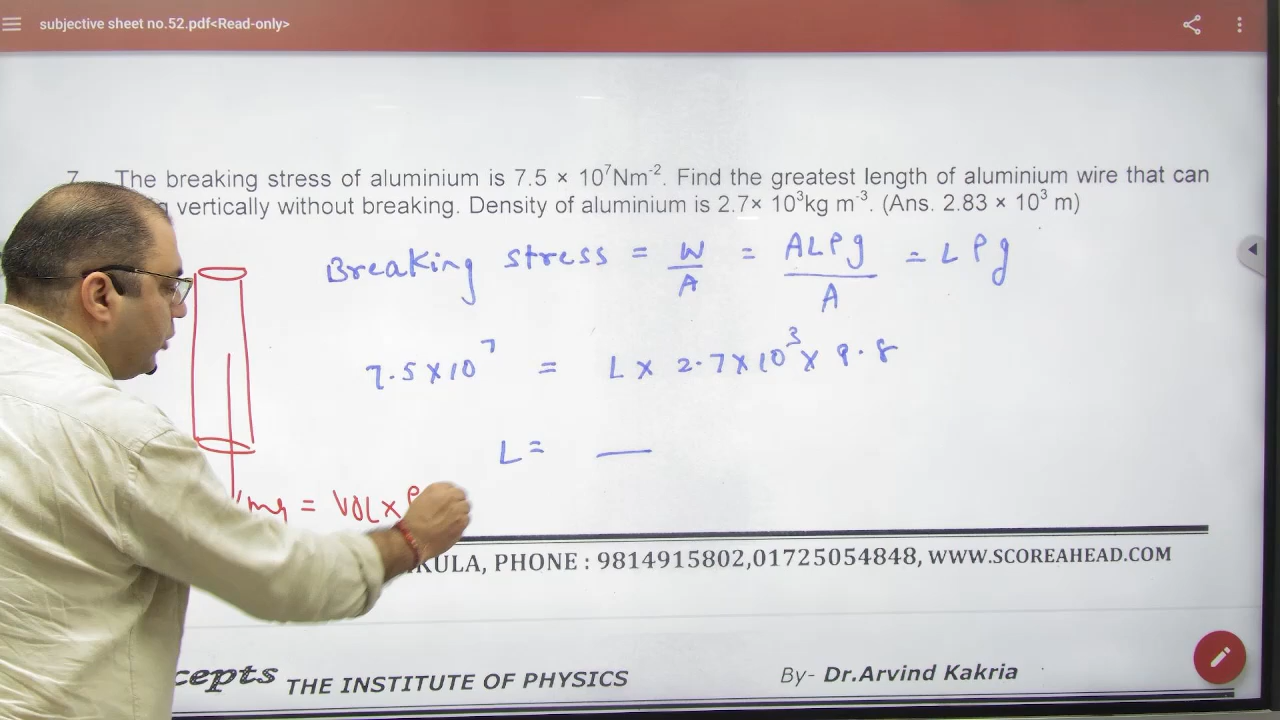 subjective sheet no.52.pdf<Read-only>
7. The breaking stress of aluminium is 7.5 × 10⁷Nm⁻². Find the greatest length of aluminium wire that can
vertically without breaking. Density of aluminium is 2.7× 10³kg m⁻³. (Ans. 2.83 × 10³ m)
Breaking stress = W/A = ALρg/A = Lρg
7.5×10⁷ = L× 2.7×10³× 9.8
L= __
mg = VOL×ρ
KULA, PHONE : 9814915802,01725054848, WWW.SCOREAHEAD.COM
cepts THE INSTITUTE OF PHYSICS By- Dr.Arvind Kakria